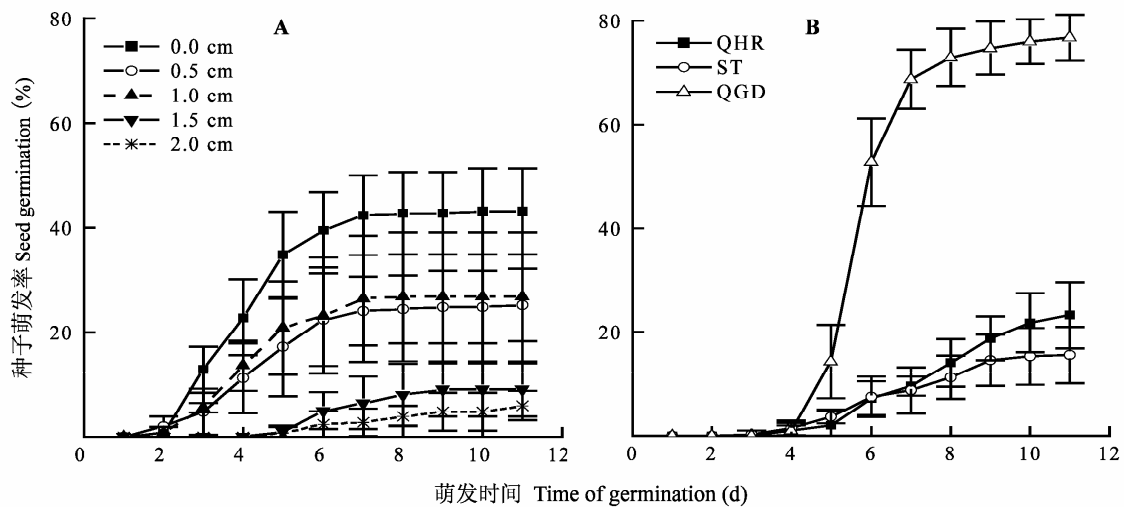 80
60
40
20
A
0.0 cm
0.5 cm
1.0 cm
1.5 cm
2.0 cm
0 2 4 6 8 10 12
种子萌发率 Seed germination (%)
80
60
40
20
B
QHR
ST
QGD
0 2 4 6 8 10 12
萌发时间 Time of germination (d)